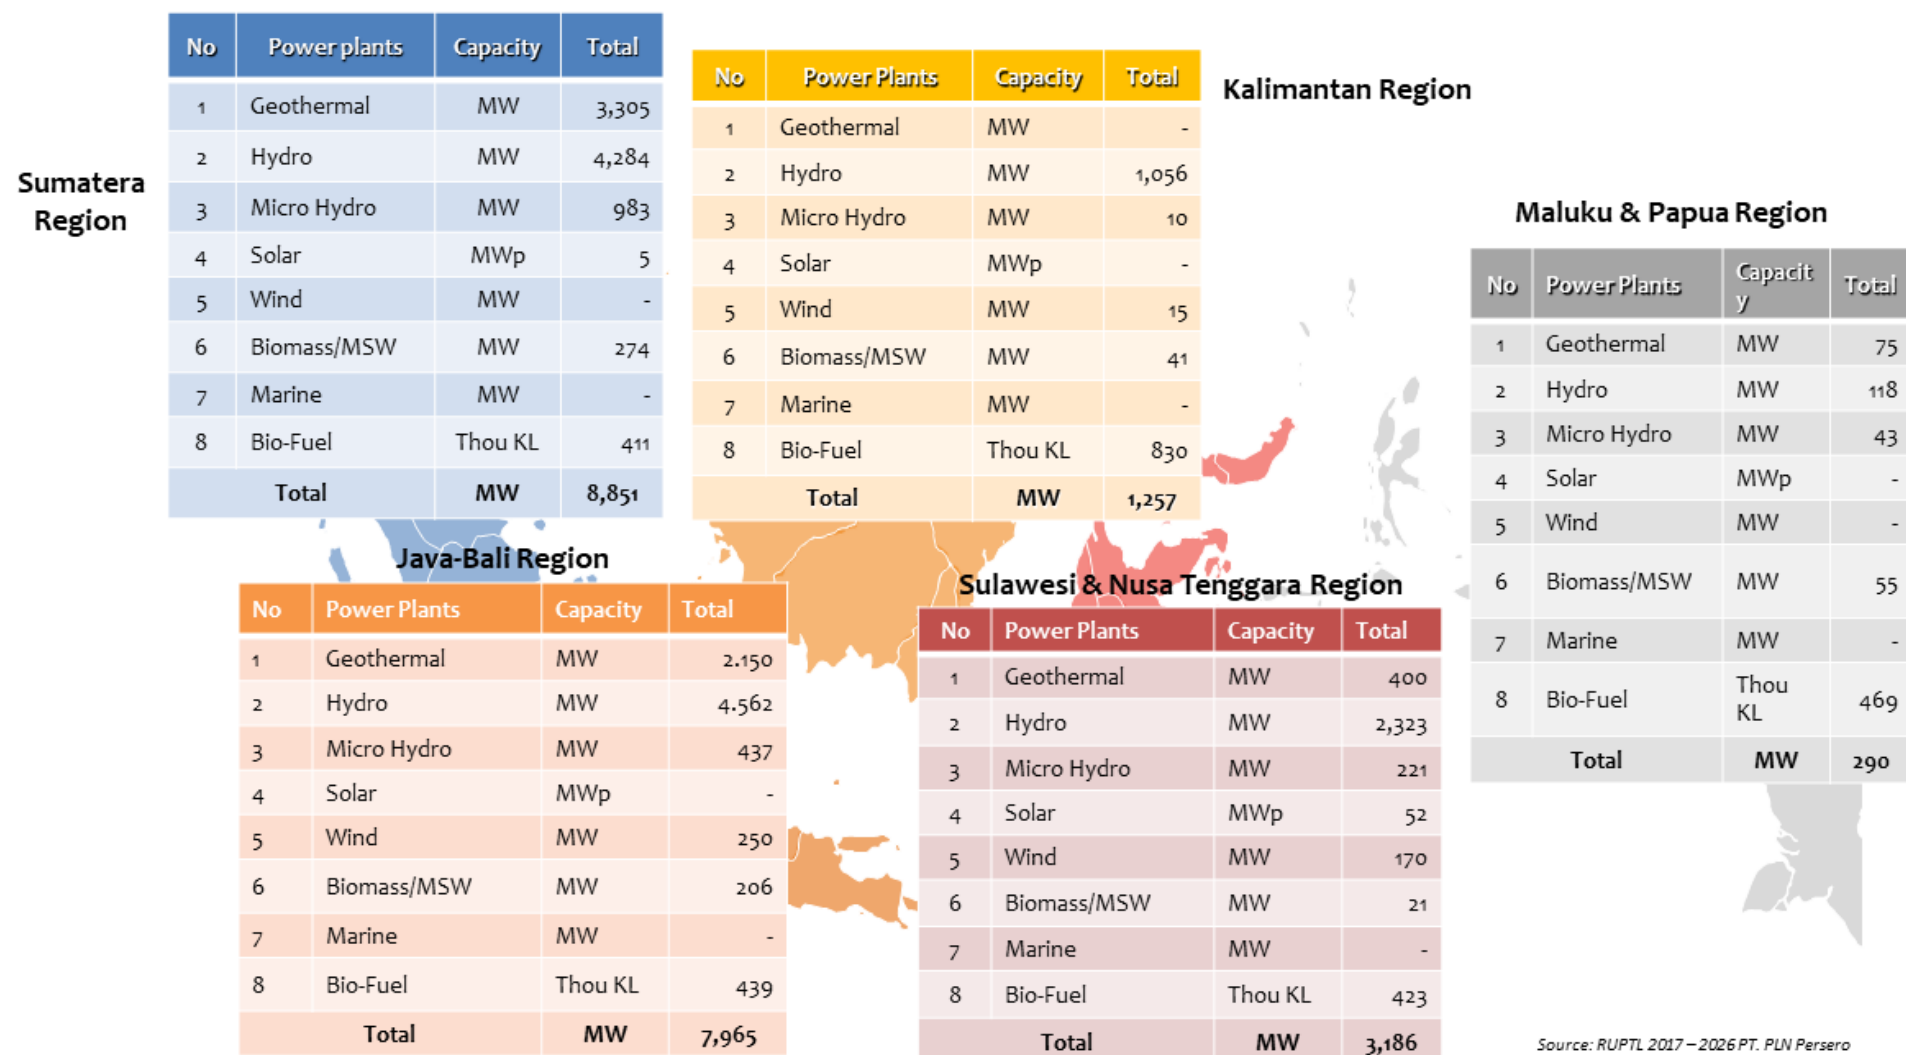 Sumatera
Region
No Power plants Capacity Total
1 Geothermal MW 3,305
2 Hydro MW 4,284
3 Micro Hydro MW 983
4 Solar MWp 5
5 Wind MW -
6 Biomass/MSW MW 274
7 Marine MW -
8 Bio-Fuel Thou KL 411
Total MW 8,851
Kalimantan Region
No Power Plants Capacity Total
1 Geothermal MW -
2 Hydro MW 1,056
3 Micro Hydro MW 10
4 Solar MWp -
5 Wind MW 15
6 Biomass/MSW MW 41
7 Marine MW -
8 Bio-Fuel Thou KL 830
Total MW 1,257
Maluku & Papua Region
No Power Plants Capacit
y Total
1 Geothermal MW 75
2 Hydro MW 118
3 Micro Hydro MW 43
4 Solar MWp -
5 Wind MW -
6 Biomass/MSW MW 55
7 Marine MW -
8 Bio-Fuel Thou
KL 469
Total MW 290
Java-Bali Region
No Power Plants Capacity Total
1 Geothermal MW 2.150
2 Hydro MW 4.562
3 Micro Hydro MW 437
4 Solar MWp -
5 Wind MW 250
6 Biomass/MSW MW 206
7 Marine MW -
8 Bio-Fuel Thou KL 439
Total MW 7,965
Sulawesi & Nusa Tenggara Region
No Power Plants Capacity Total
1 Geothermal MW 400
2 Hydro MW 2,323
3 Micro Hydro MW 221
4 Solar MWp 52
5 Wind MW 170
6 Biomass/MSW MW 21
7 Marine MW -
8 Bio-Fuel Thou KL 423
Total MW 3,186
Source: RUPTL 2017 – 2026 PT. PLN Persero